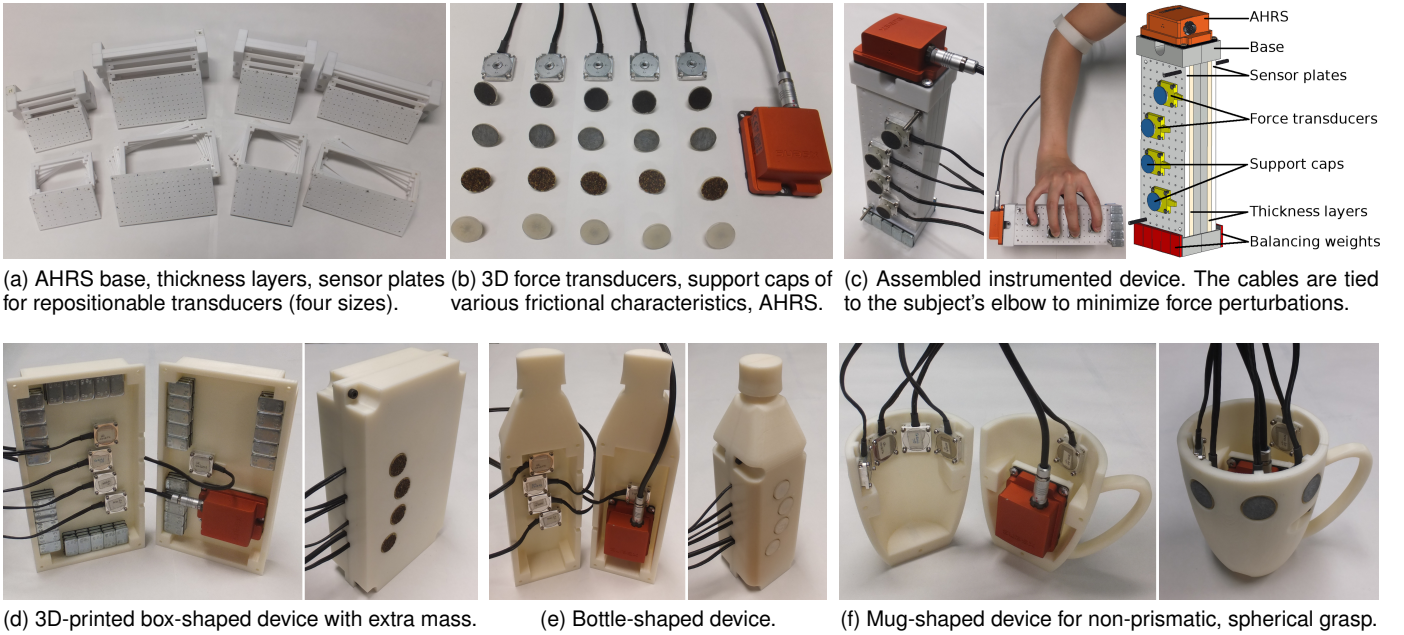 AHRS
Base
Sensor plates
Force transducers
Support caps
Thickness layers
Balancing weights
(a) AHRS base, thickness layers, sensor plates
for repositionable transducers (four sizes).
(b) 3D force transducers, support caps of
various frictional characteristics, AHRS.
(c) Assembled instrumented device. The cables are tied
to the subject's elbow to minimize force perturbations.
(d) 3D-printed box-shaped device with extra mass.
(e) Bottle-shaped device.
(f) Mug-shaped device for non-prismatic, spherical grasp.